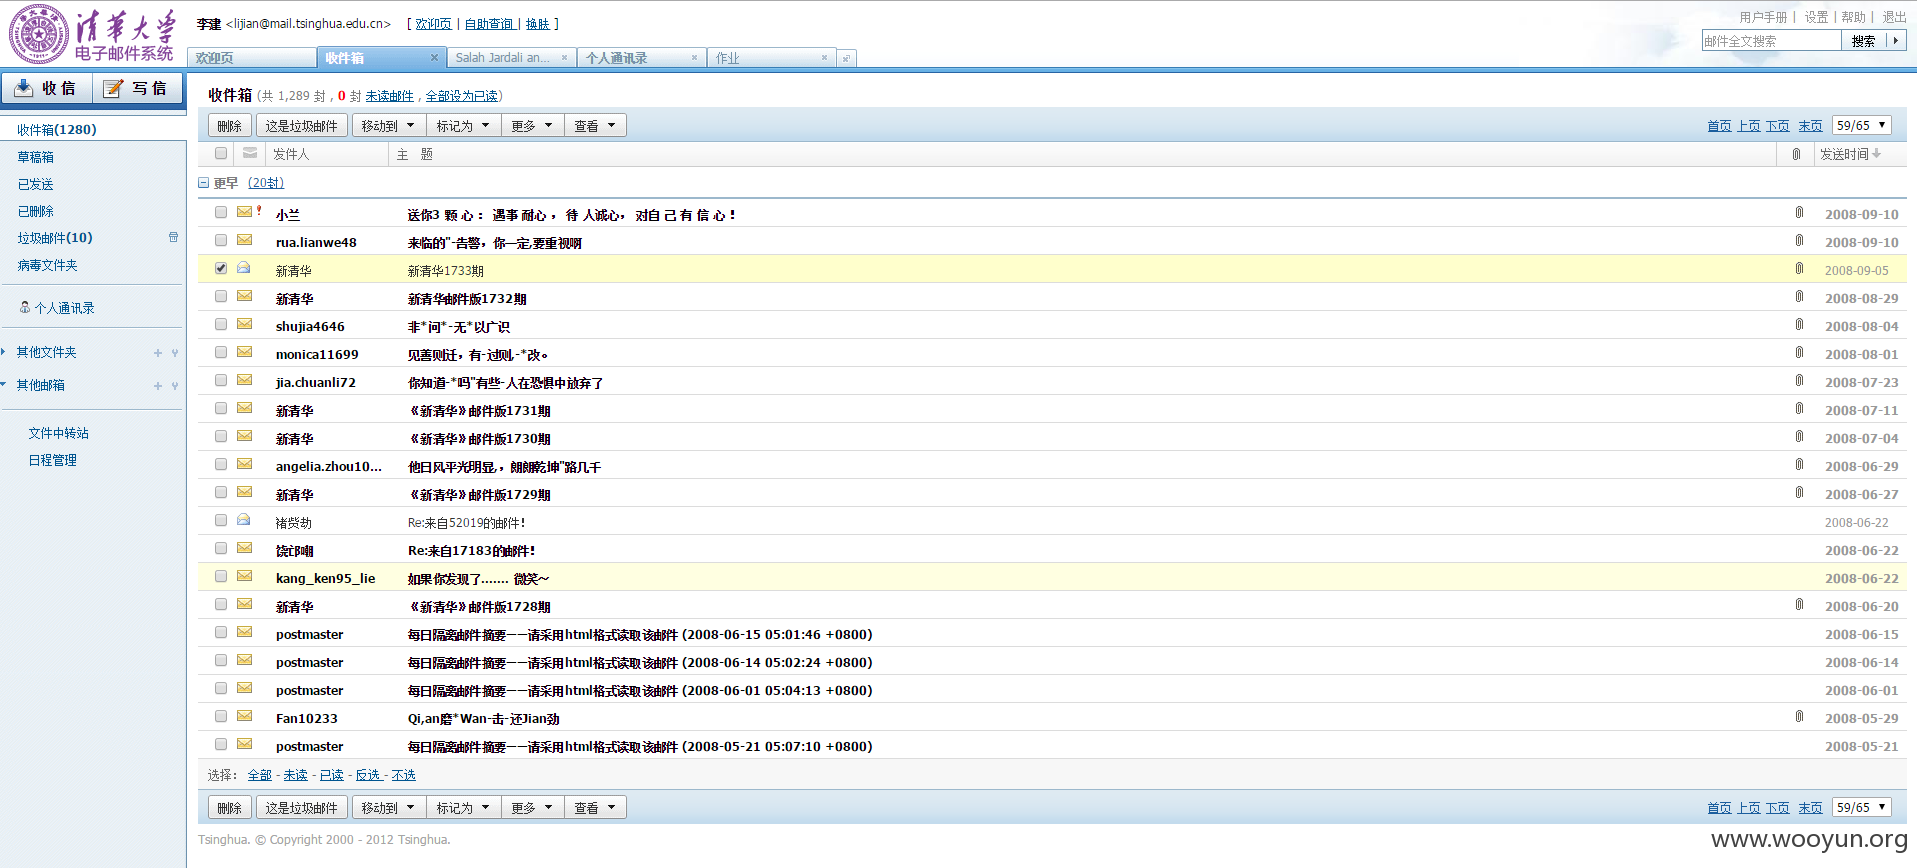 清华大学
电子邮件系统
李建 <lijian@mail.tsinghua.edu.cn> [ 欢迎页 | 自助查询 | 换肤 ]
用户手册 | 设置 | 帮助 | 退出
邮件全文搜索 搜索
欢迎页 收件箱 Salah Jardali an... 个人通讯录 作业
收信 写信
收件箱(1280)
草稿箱
已发送
已删除
垃圾邮件(10)
病毒文件夹
个人通讯录
其他文件夹
其他邮箱
文件中转站
日程管理
收件箱 (共 1,289 封 , 0 封 未读邮件 , 全部设为已读)
删除 这是垃圾邮件 移动到 标记为 更多 查看 首页 上页 下页 末页 59/65
发件人 主 题 发送时间
更早 (20封)
小兰 送你3 颗 心 : 遇事 耐心 , 待 人诚心, 对自 己 有 信 心 ! 2008-09-10
rua.lianwe48 来临的"-告警, 你一定,要重视啊 2008-09-10
新清华 新清华1733期 2008-09-05
新清华 新清华邮件版1732期 2008-08-29
shujia4646 非*问*-无*以广识 2008-08-04
monica11699 见善则迁, 有-过则,-*改。 2008-08-01
jia.chuanli72 你知道-*吗"有些-人在恐惧中放弃了 2008-07-23
新清华 《新清华》邮件版1731期 2008-07-11
新清华 《新清华》邮件版1730期 2008-07-04
angelia.zhou10... 他日风平光明显, , 朗朗乾坤"路几千 2008-06-29
新清华 《新清华》邮件版1729期 2008-06-27
褚赀劫 Re:来自52019的邮件! 2008-06-22
饶邙嘲 Re:来自17183的邮件! 2008-06-22
kang_ken95_lie 如果你发现了....... 微笑~ 2008-06-22
新清华 《新清华》邮件版1728期 2008-06-20
postmaster 每日隔离邮件摘要——请采用html格式读取该邮件 (2008-06-15 05:01:46 +0800) 2008-06-15
postmaster 每日隔离邮件摘要——请采用html格式读取该邮件 (2008-06-14 05:02:24 +0800) 2008-06-14
postmaster 每日隔离邮件摘要——请采用html格式读取该邮件 (2008-06-01 05:04:13 +0800) 2008-06-01
Fan10233 Qi,an磨*Wan-击-还Jian劲 2008-05-29
postmaster 每日隔离邮件摘要——请采用html格式读取该邮件 (2008-05-21 05:07:10 +0800) 2008-05-21
选择: 全部 - 未读 - 已读 - 反选 - 不选
删除 这是垃圾邮件 移动到 标记为 更多 查看 首页 上页 下页 末页 59/65
Tsinghua. © Copyright 2000 - 2012 Tsinghua.
www.wooyun.org